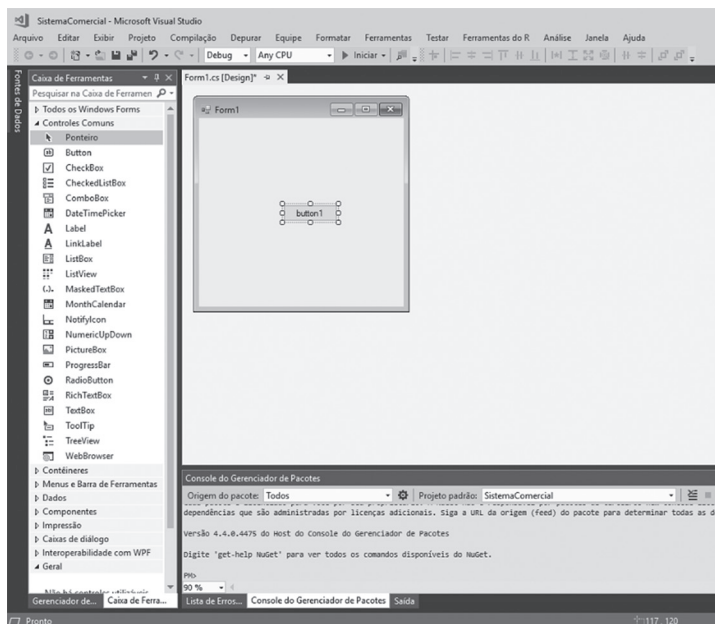 SistemaComercial - Microsoft Visual Studio
Arquivo Editar Exibir Projeto Compilação Depurar Equipe Formatar Ferramentas Testar Ferramentas do R Análise Janela Ajuda
Debug Any CPU Iniciar
Fontes de Dados
Caixa de Ferramentas
Pesquisar na Caixa de Ferramen
Todos os Windows Forms
Controles Comuns
Ponteiro
Button
CheckBox
CheckedListBox
ComboBox
DateTimePicker
Label
LinkLabel
ListBox
ListView
MaskedTextBox
MonthCalendar
NotifyIcon
NumericUpDown
PictureBox
ProgressBar
RadioButton
RichTextBox
TextBox
ToolTip
TreeView
WebBrowser
Contêineres
Menus e Barra de Ferramentas
Dados
Componentes
Impressão
Caixas de diálogo
Interoperabilidade com WPF
Geral
Gerenciador de... Caixa de Ferra...
Form1.cs [Design]*
Form1
button1
Console do Gerenciador de Pacotes
Origem do pacote: Todos Projeto padrão: SistemaComercial
dependências que são administradas por licenças adicionais. Siga a URL da origem (feed) do pacote para determinar todas as d
Versão 4.4.0.4475 do Host do Console do Gerenciador de Pacotes
Digite 'get-help NuGet' para ver todos os comandos disponíveis do NuGet.
PM>
90 %
Lista de Erros... Console do Gerenciador de Pacotes Saída
Pronto 117 , 120